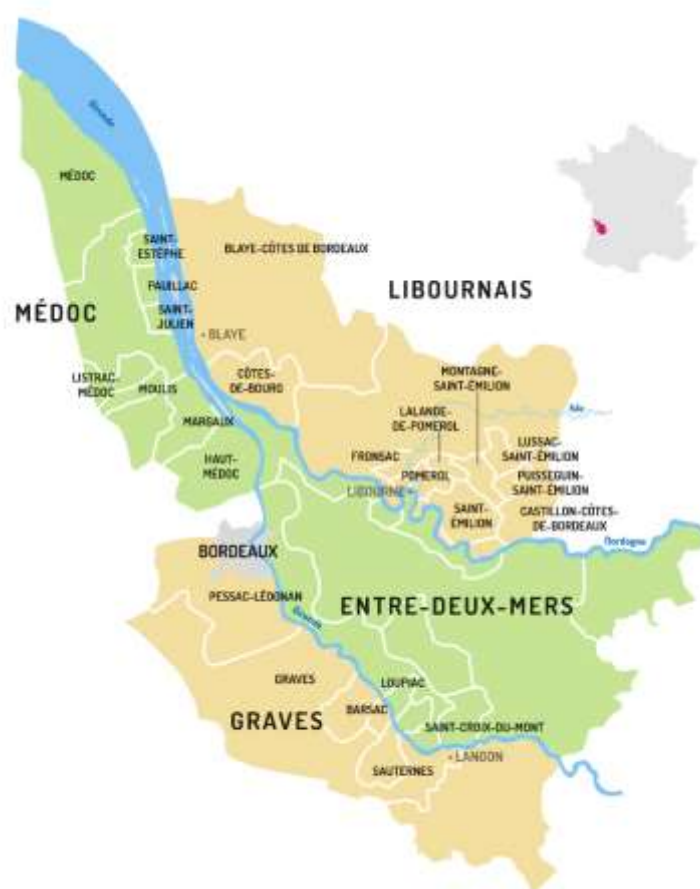 Gironde
MÉDOC
SAINT-
ESTÈPHE
BLAYE-CÔTES DE BORDEAUX
PAUILLAC
LIBOURNAIS
MÉDOC
SAINT-
JULIEN
BLAYE
LISTRAC-
MÉDOC
MOULIS
CÔTES-
DE-BOURG
MONTAGNE-
SAINT-ÉMILION
MARGAUX
LALANDE-
DE-POMEROL
HAUT-
MÉDOC
FRONSAC
LUSSAC-
SAINT-ÉMILION
POMEROL
PUISSEGUIN-
SAINT-ÉMILION
LIBOURNE
SAINT-
ÉMILION
CASTILLON-CÔTES-
DE-BORDEAUX
Dordogne
BORDEAUX
PESSAC-LÉOGNAN
ENTRE-DEUX-MERS
GRAVES
LOUPIAC
GRAVES
BARSAC
SAINT-CROIX-DU-MONT
LANGON
SAUTERNES